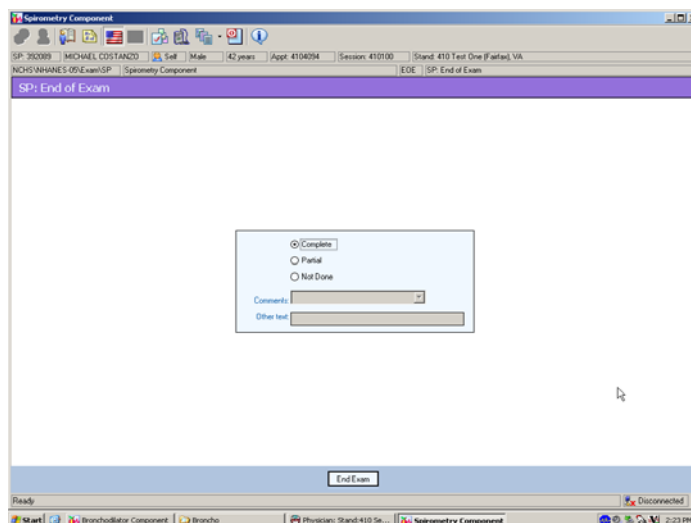 Spirometry Component
SP: 392089 MICHAEL COSTANZO Self Male 42 years Appt: 4104094 Session: 410100 Stand: 410 Test One (Fairfax), VA
NCHS\NHANES-05\Exam\SP Spirometry Component EOE SP: End of Exam
SP: End of Exam
Complete
Partial
Not Done
Comments:
Other text:
End Exam
Ready Disconnected
Start Bronchodilator Component Broncho Physician: Stand:410 Se... Spirometry Component 2:23 PM